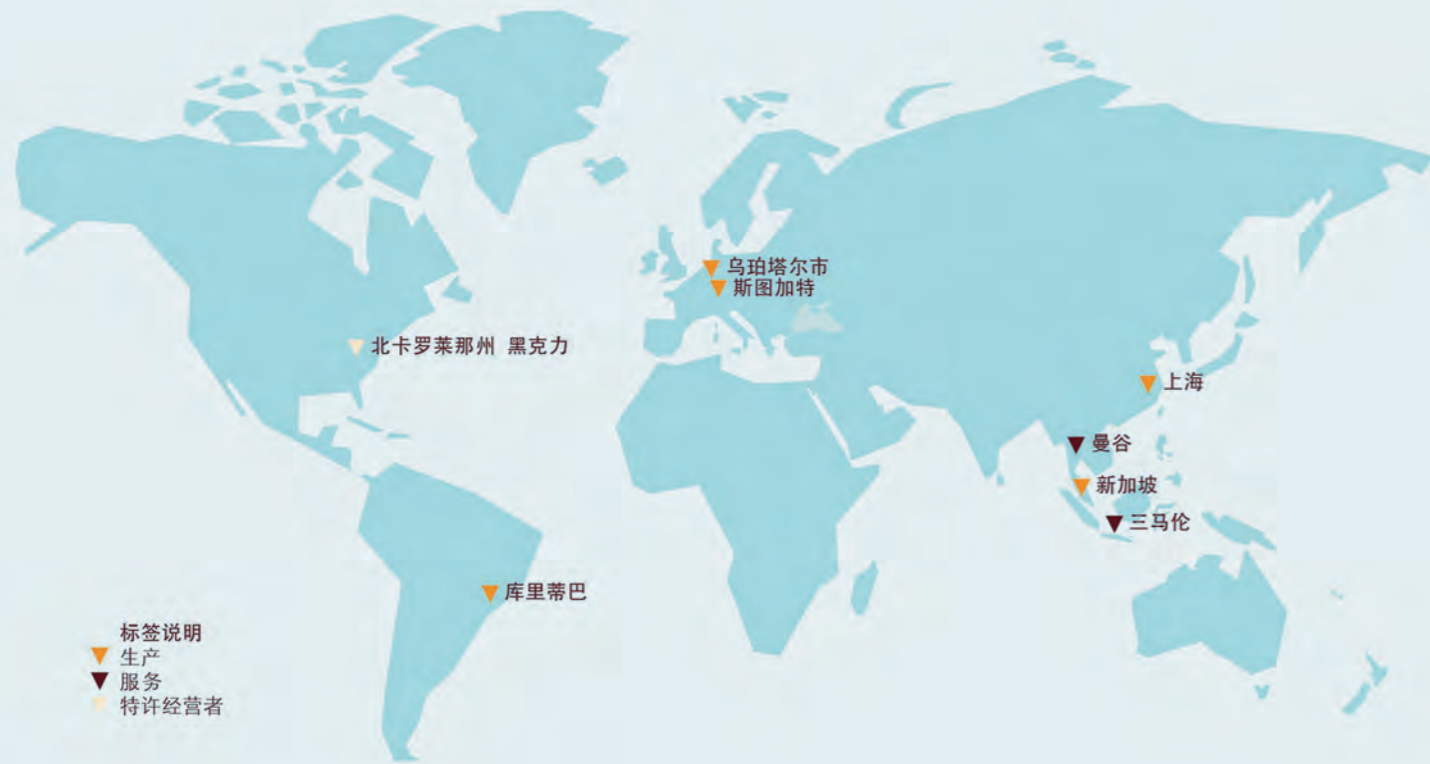 乌珀塔尔市
斯图加特
北卡罗莱那州 黑克力
上海
曼谷
新加坡
三马伦
库里蒂巴
标签说明
生产
服务
特许经营者